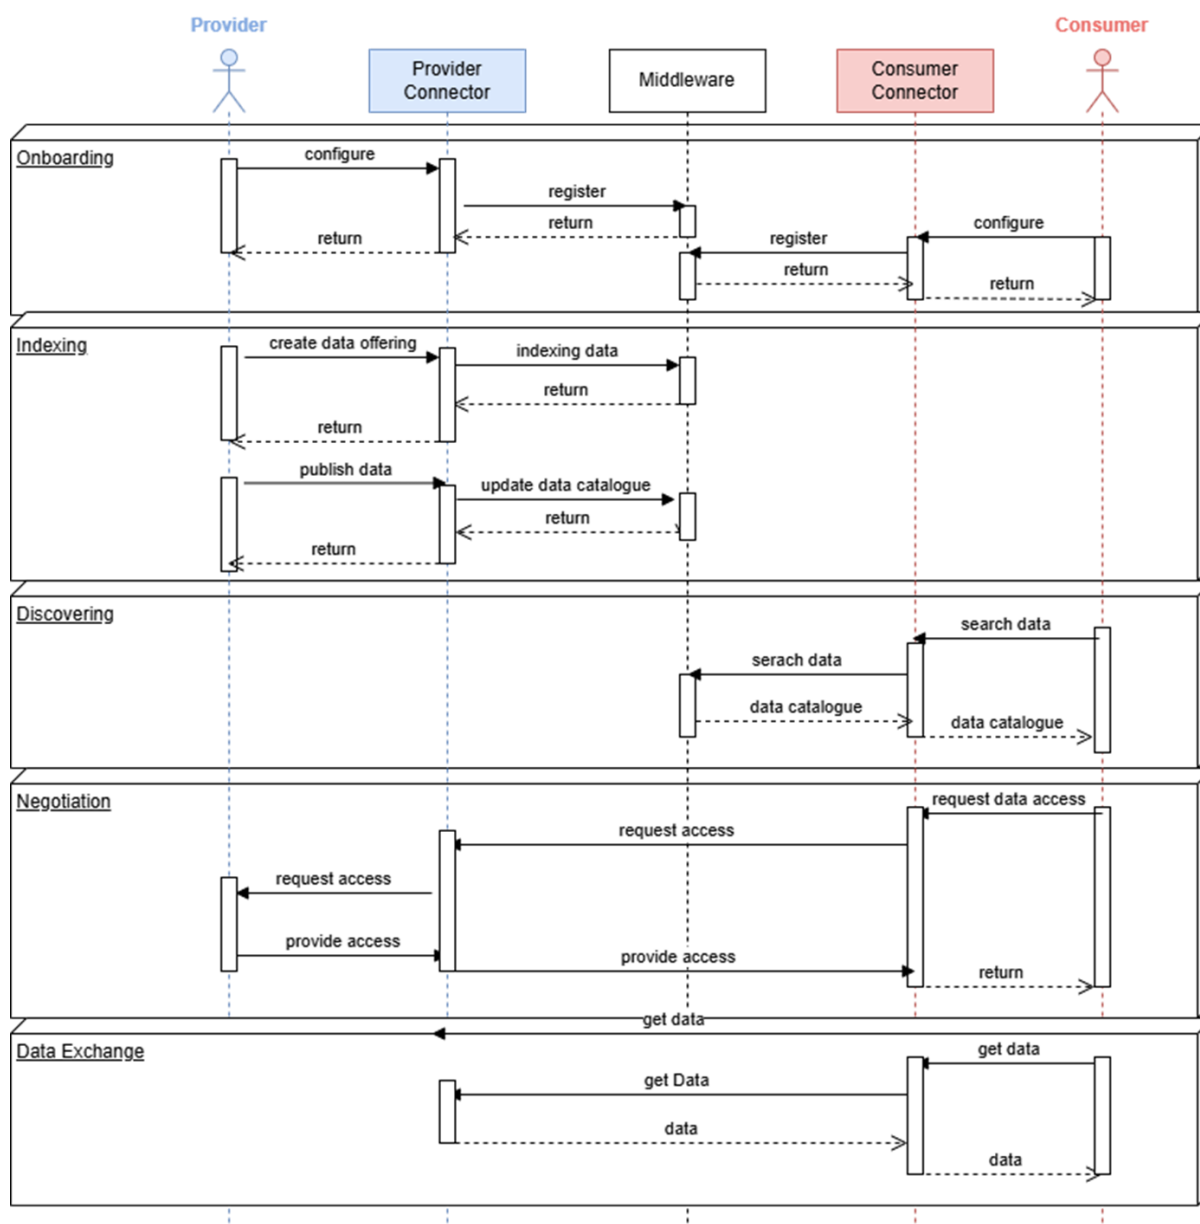 Provider
Consumer
Provider
Connector
Middleware
Consumer
Connector
Onboarding
configure
register
return
return
configure
register
return
return
Indexing
create data offering
indexing data
return
return
publish data
update data catalogue
return
return
Discovering
search data
serach data
data catalogue
data catalogue
Negotiation
request data access
request access
request access
provide access
provide access
return
get data
Data Exchange
get data
get Data
data
data